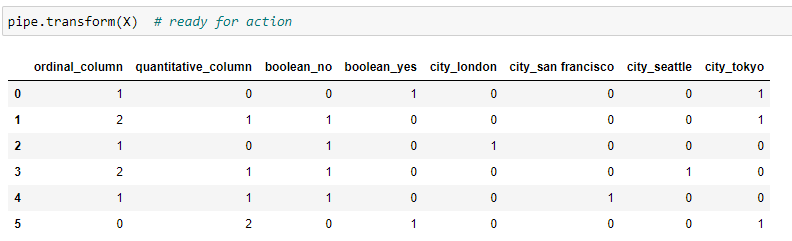 pipe.transform(X)  # ready for action
ordinal_column quantitative_column boolean_no boolean_yes city_london city_san francisco city_seattle city_tokyo
0 1 0 0 1 0 0 0 1
1 2 1 1 0 0 0 0 1
2 1 0 1 0 1 0 0 0
3 2 1 1 0 0 0 1 0
4 1 1 1 0 0 1 0 0
5 0 2 0 1 0 0 0 1